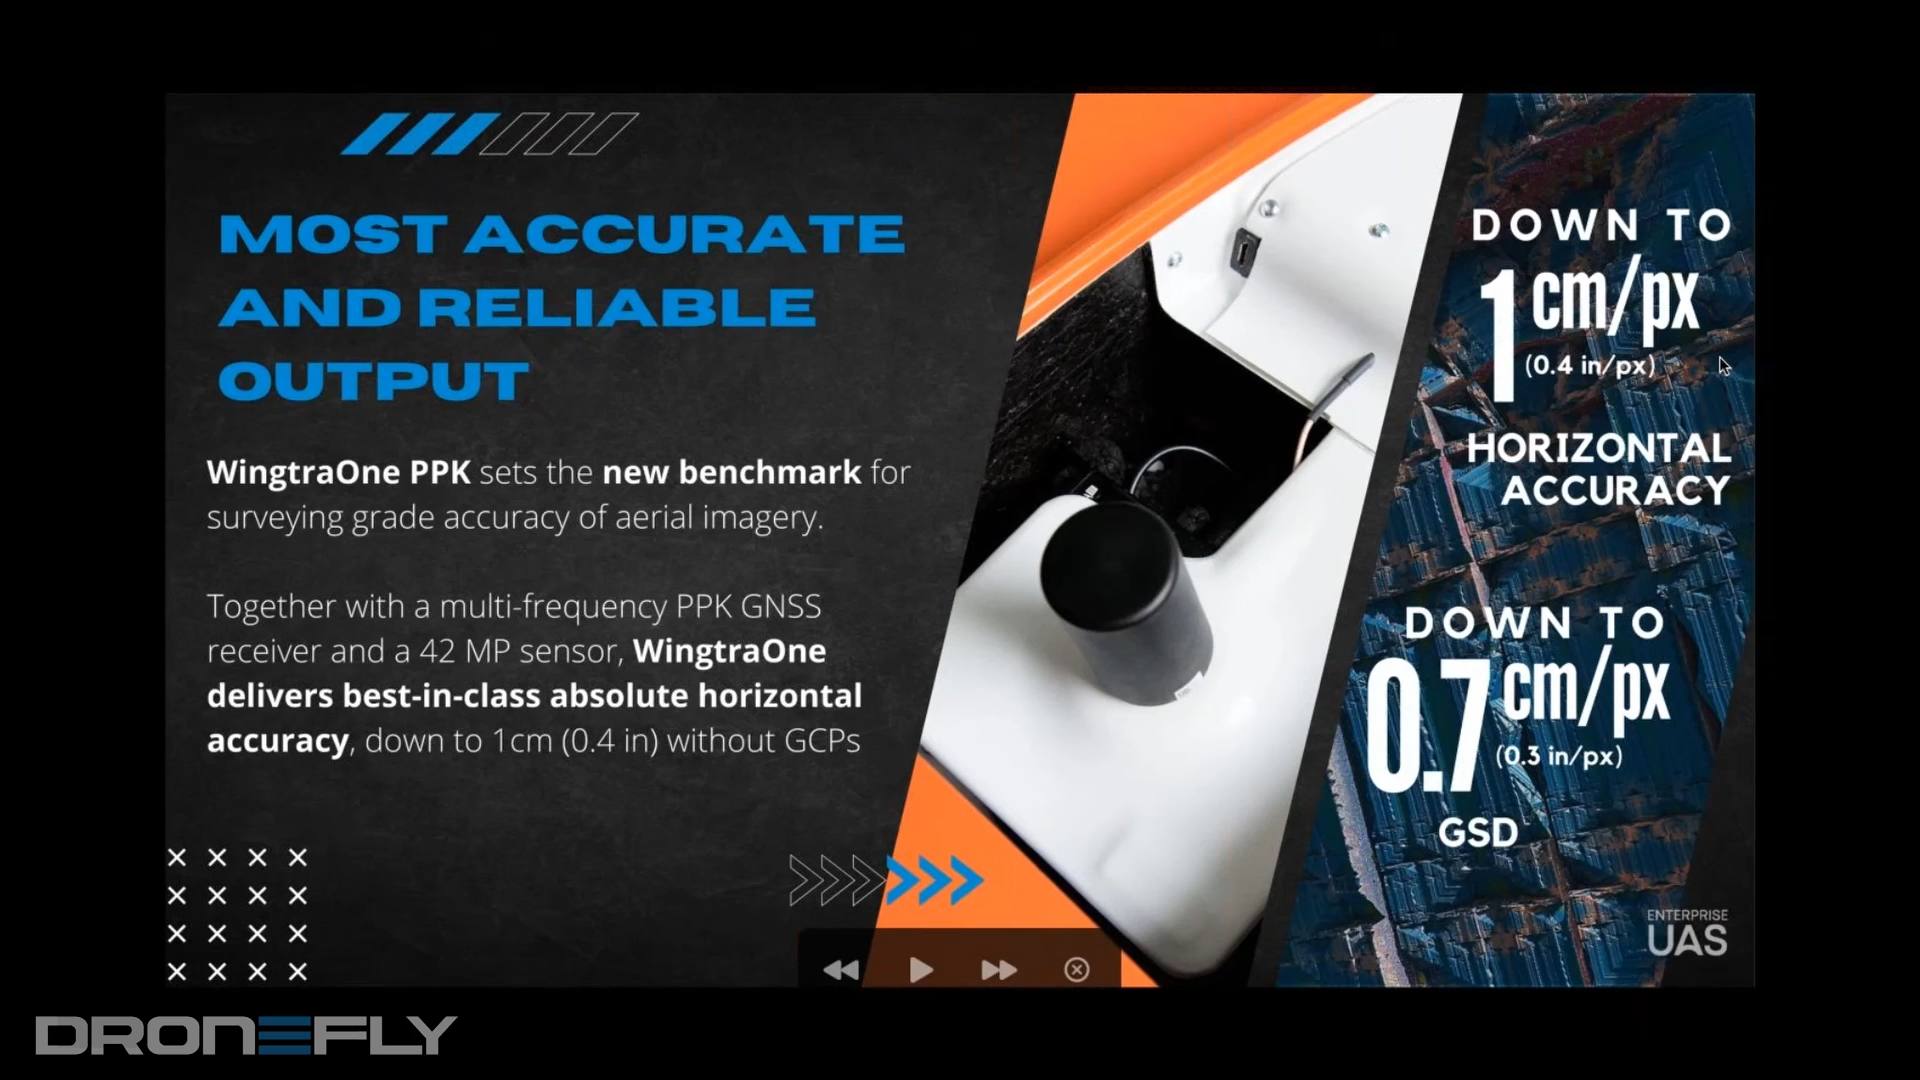 MOST ACCURATE
AND RELIABLE
OUTPUT
WingtraOne PPK sets the new benchmark for
surveying grade accuracy of aerial imagery.
Together with a multi-frequency PPK GNSS
receiver and a 42 MP sensor, WingtraOne
delivers best-in-class absolute horizontal
accuracy, down to 1cm (0.4 in) without GCPs
DOWN TO
1 cm/px
(0.4 in/px)
HORIZONTAL
ACCURACY
DOWN TO
0.7 cm/px
(0.3 in/px)
GSD
ENTERPRISE
UAS
DRONEFLY